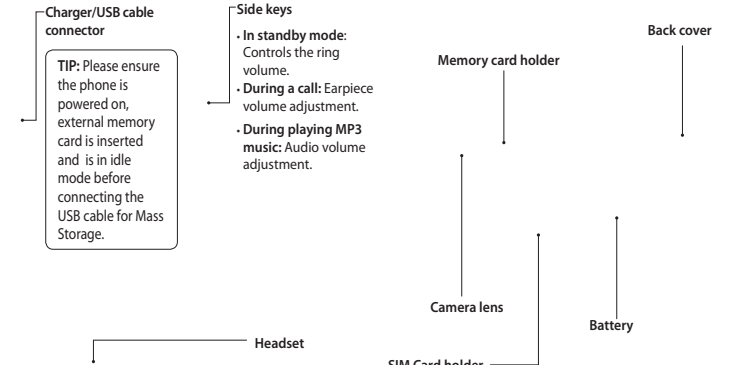 Charger/USB cable
connector
TIP: Please ensure
the phone is
powered on,
external memory
card is inserted
and is in idle
mode before
connecting the
USB cable for Mass
Storage.
Side keys
• In standby mode:
Controls the ring
volume.
• During a call: Earpiece
volume adjustment.
• During playing MP3
music: Audio volume
adjustment.
Memory card holder
Back cover
Camera lens
Battery
Headset
SIM Card holder